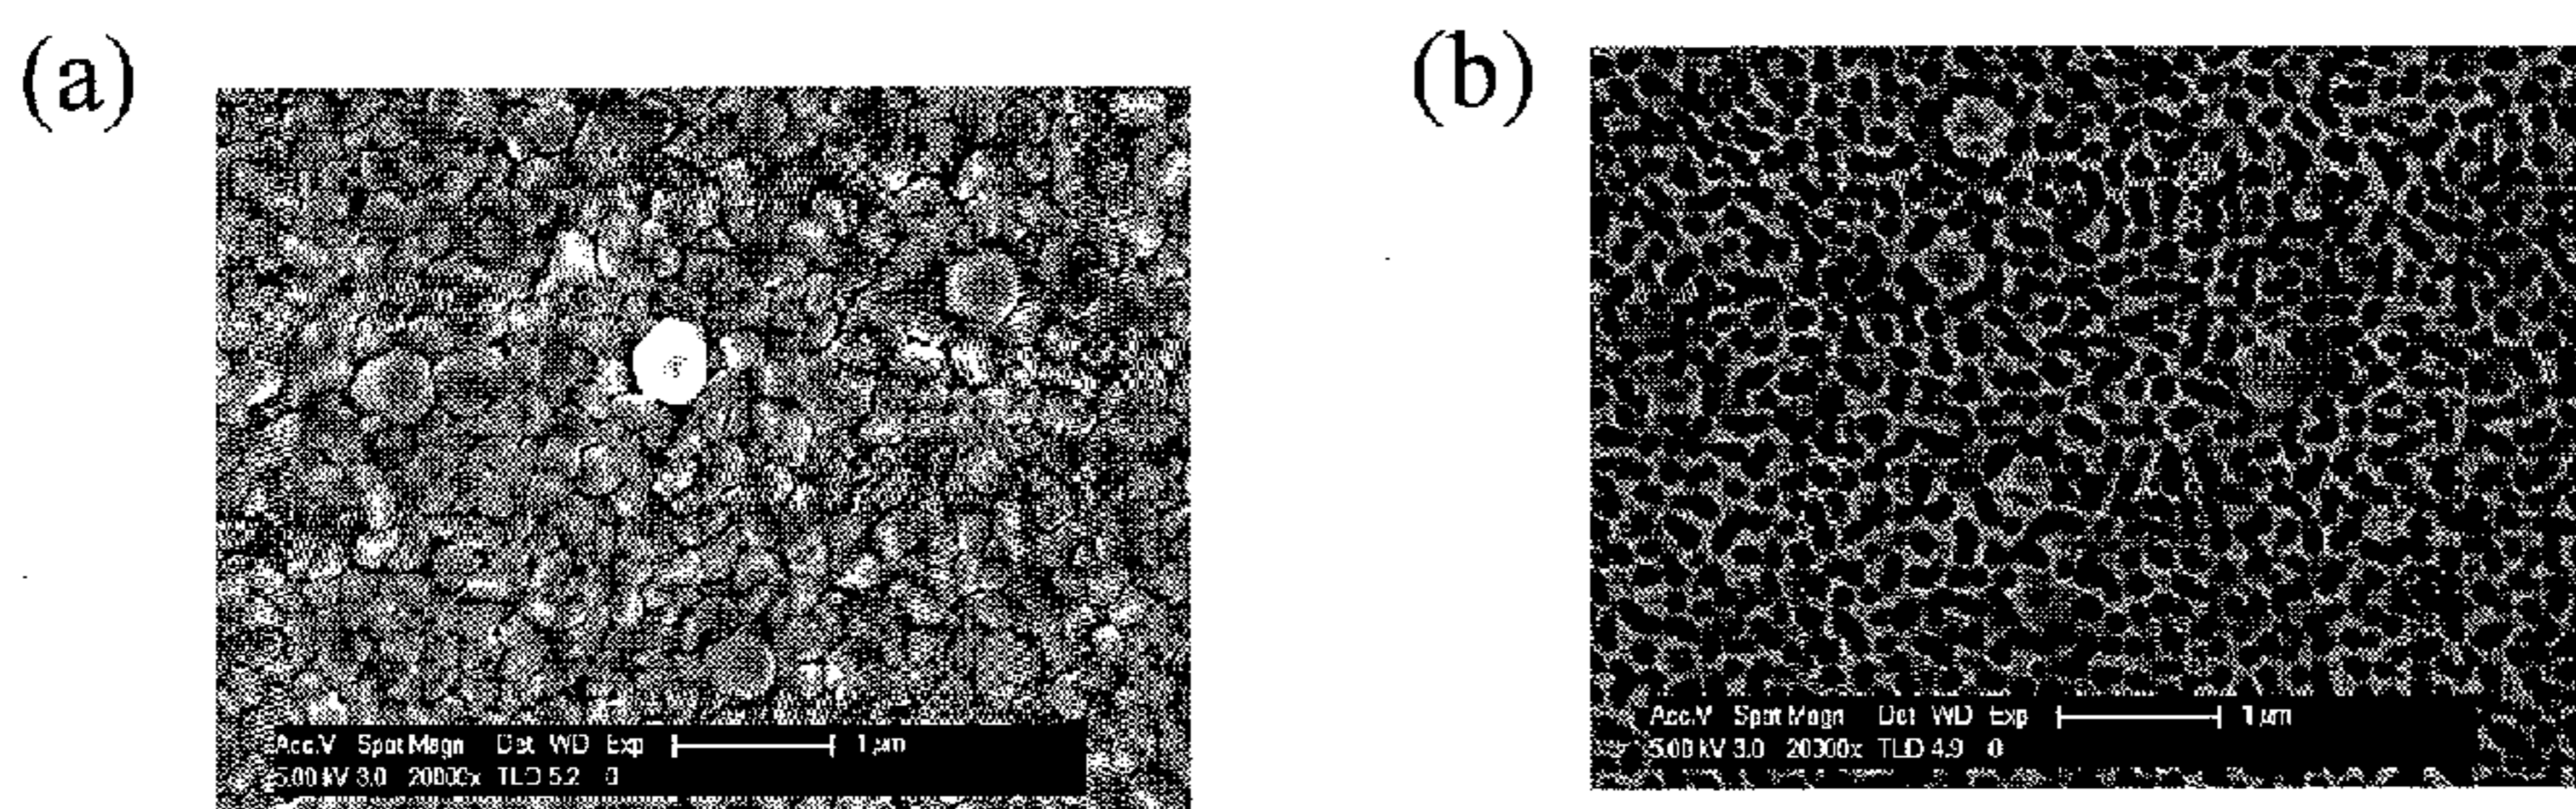 (a)
(b)
Acc.V Spot Magn Det WD Exp 1 µm
5.00 kV 3.0 20000x TLD 5.2 0
Acc.V Spot Magn Det WD Exp 1 µm
5.00 kV 3.0 20000x TLD 4.9 0